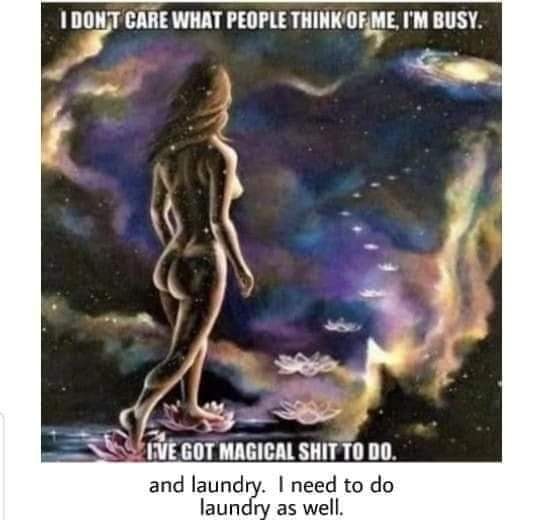 I DON'T CARE WHAT PEOPLE THINK OF ME, I'M BUSY.
I'VE GOT MAGICAL SHIT TO DO.
and laundry.  I need to do
laundry as well.